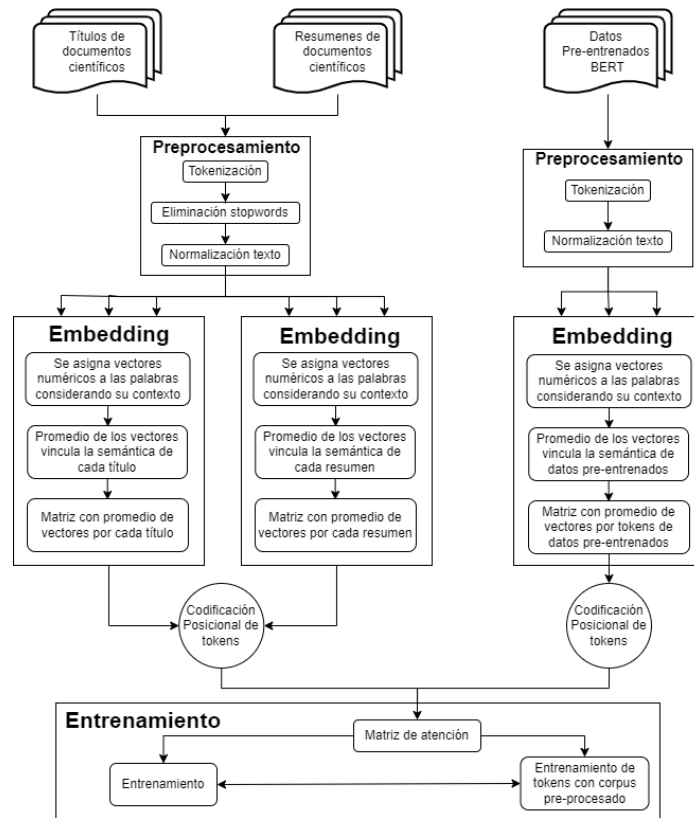 Títulos de
documentos
científicos
Resumenes de
documentos
científicos
Datos
Pre-entrenados
BERT
Preprocesamiento
Tokenización
Eliminación stopwords
Normalización texto
Preprocesamiento
Tokenización
Normalización texto
Embedding
Se asigna vectores
numéricos a las palabras
considerando su contexto
Promedio de los vectores
vincula la semántica de
cada título
Matriz con promedio de
vectores por cada título
Embedding
Se asigna vectores
numéricos a las palabras
considerando su contexto
Promedio de los vectores
vincula la semántica de
cada resumen
Matriz con promedio de
vectores por cada resumen
Embedding
Se asigna vectores
numéricos a las palabras
considerando su contexto
Promedio de los vectores
vincula la semántica de
datos pre-entrenados
Matriz con promedio de
vectores por tokens de
datos pre-entrenados
Codificación
Posicional de
tokens
Codificación
Posicional de
tokens
Entrenamiento
Matriz de atención
Entrenamiento
Entrenamiento de
tokens con corpus
pre-procesado